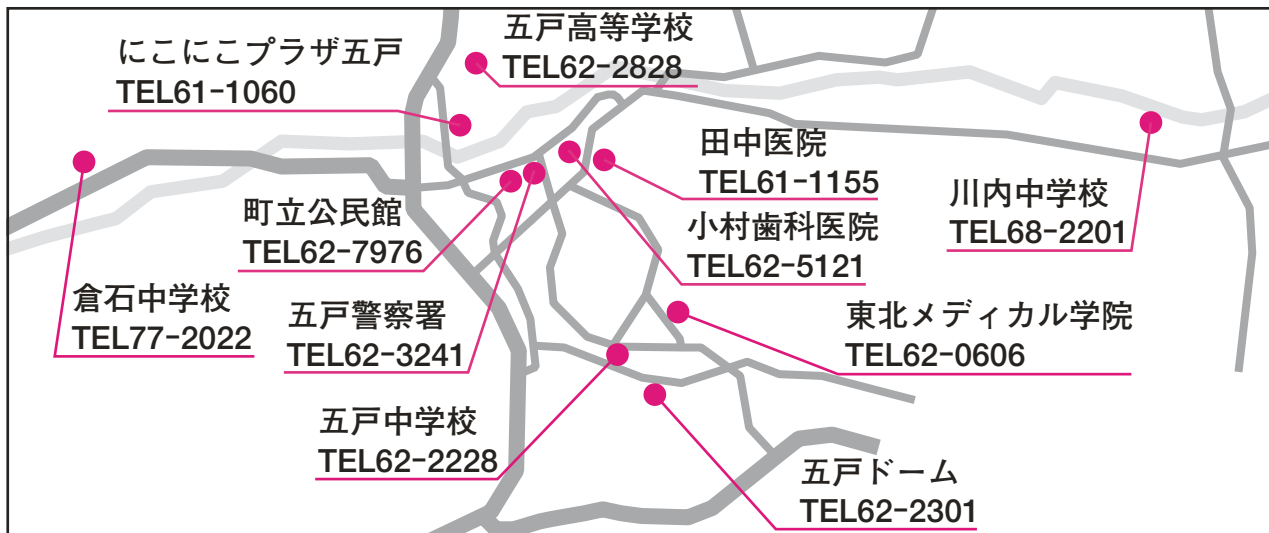 にこにこプラザ五戸
TEL61-1060
五戸高等学校
TEL62-2828
田中医院
TEL61-1155
川内中学校
TEL68-2201
町立公民館
TEL62-7976
小村歯科医院
TEL62-5121
倉石中学校
TEL77-2022
五戸警察署
TEL62-3241
東北メディカル学院
TEL62-0606
五戸中学校
TEL62-2228
五戸ドーム
TEL62-2301